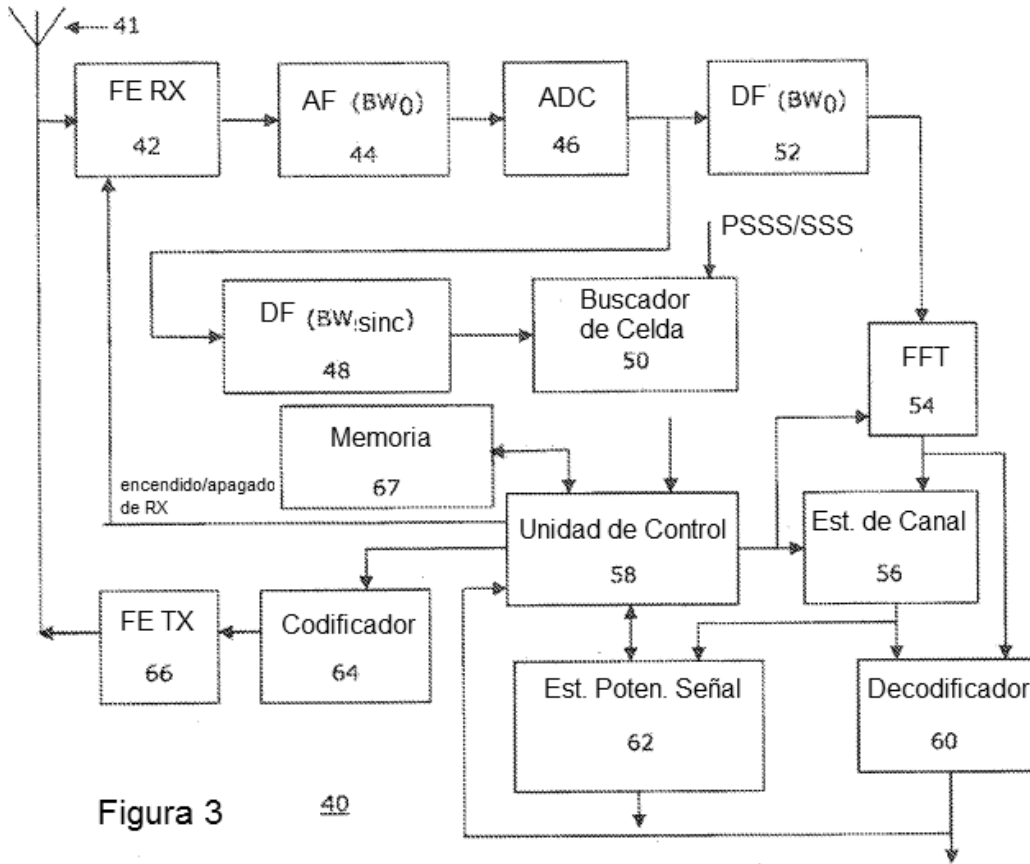 41
FE RX
42
AF (BW0)
44
ADC
46
DF (BW0)
52
PSSS/SSS
DF (BW sinc)
48
Buscador
de Celda
50
FFT
54
Memoria
67
encendido/apagado
de RX
Unidad de Control
58
Est. de Canal
56
FE TX
66
Codificador
64
Est. Poten. Señal
62
Decodificador
60
Figura 3
40